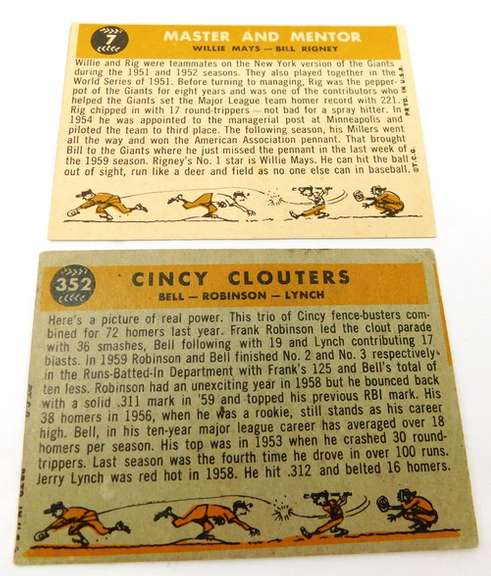 7
MASTER AND MENTOR
WILLIE MAYS — BILL RIGNEY
Willie and Rig were teammates on the New York version of the Giants
during the 1951 and 1952 seasons. They also played together in the
World Series of 1951. Before turning to managing, Rig was the pepper-
pot of the Giants for eight years and was one of the contributors who
helped the Giants set the Major League team homer record with 221.
Rig chipped in with 17 round-trippers — not bad for a spray hitter. In
1954 he was appointed to the managerial post at Minneapolis and
piloted the team to third place. The following season, his Millers went
all the way and won the American Association pennant. That brought
Bill to the Giants where he just missed the pennant in the last week of
the 1959 season. Rigney's No. 1 star is Willie Mays. He can hit the ball
out of sight, run like a deer and field as no one else can in baseball.
©T.C.G. PRTD. IN U.S.A.
352
CINCY CLOUTERS
BELL — ROBINSON — LYNCH
Here's a picture of real power. This trio of Cincy fence-busters com-
bined for 72 homers last year. Frank Robinson led the clout parade
with 36 smashes, Bell following with 19 and Lynch contributing 17
blasts. In 1959 Robinson and Bell finished No. 2 and No. 3 respectively
in the Runs-Batted-In Department with Frank's 125 and Bell's total of
ten less. Robinson had an unexciting year in 1958 but he bounced back
with a solid .311 mark in '59 and topped his previous RBI mark. His
38 homers in 1956, when he was a rookie, still stands as his career
high. Bell, in his ten-year major league career has averaged over 18
homers per season. His top was in 1953 when he crashed 30 round-
trippers. Last season was the fourth time he drove in over 100 runs.
Jerry Lynch was red hot in 1958. He hit .312 and belted 16 homers.